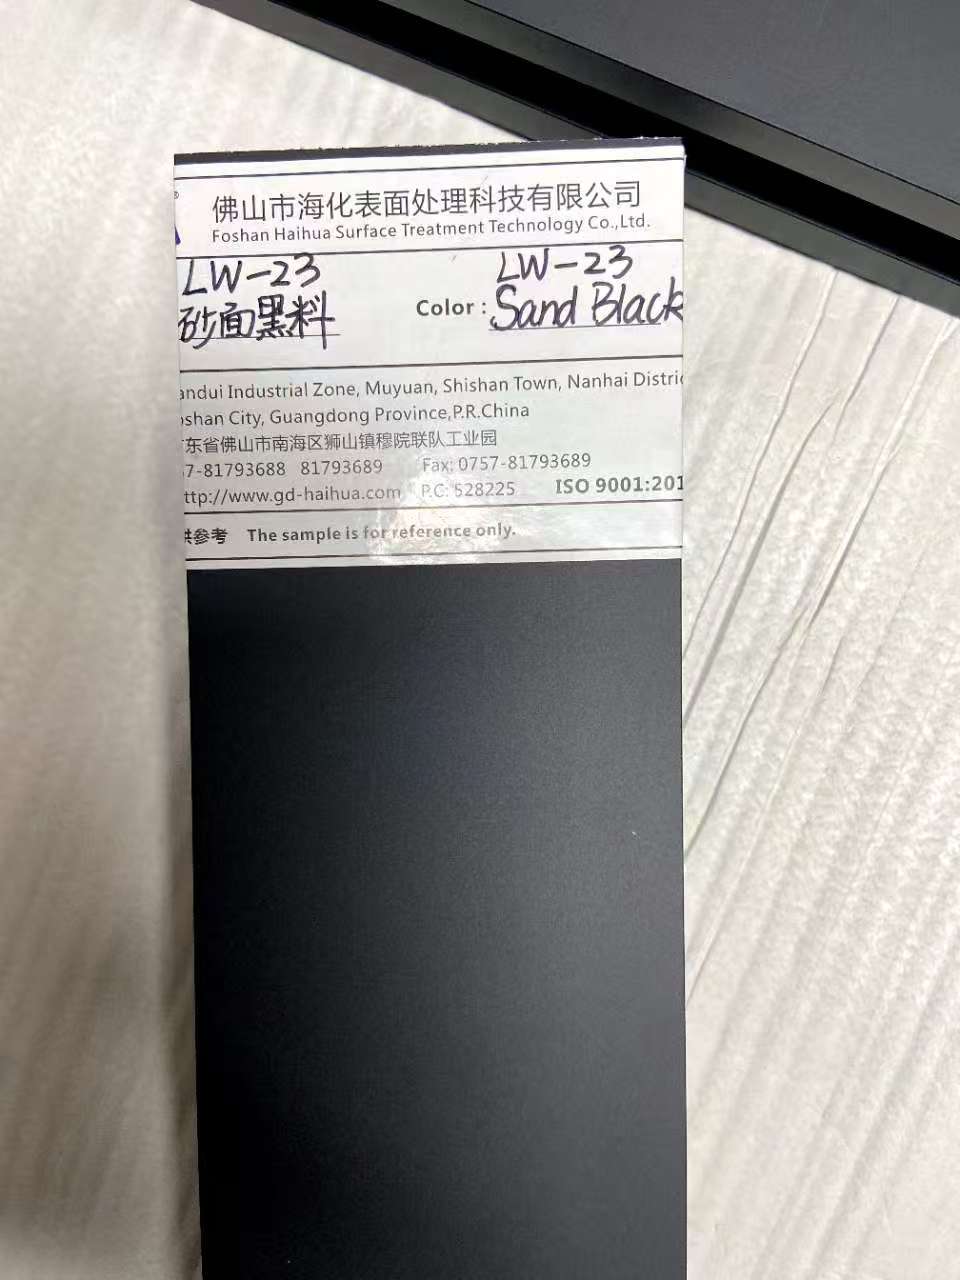 ®
佛山市海化表面处理科技有限公司
Foshan Haihua Surface Treatment Technology Co.,Ltd.
LW-23
砂面黑料
LW-23
Color : Sand Black
andui Industrial Zone, Muyuan, Shishan Town, Nanhai Distric
oshan City, Guangdong Province,P.R.China
东省佛山市南海区狮山镇穆院联队工业园
7-81793688 81793689 Fax: 0757-81793689
ttp://www.gd-haihua.com P.C: 528225 ISO 9001:201
供参考 The sample is for reference only.